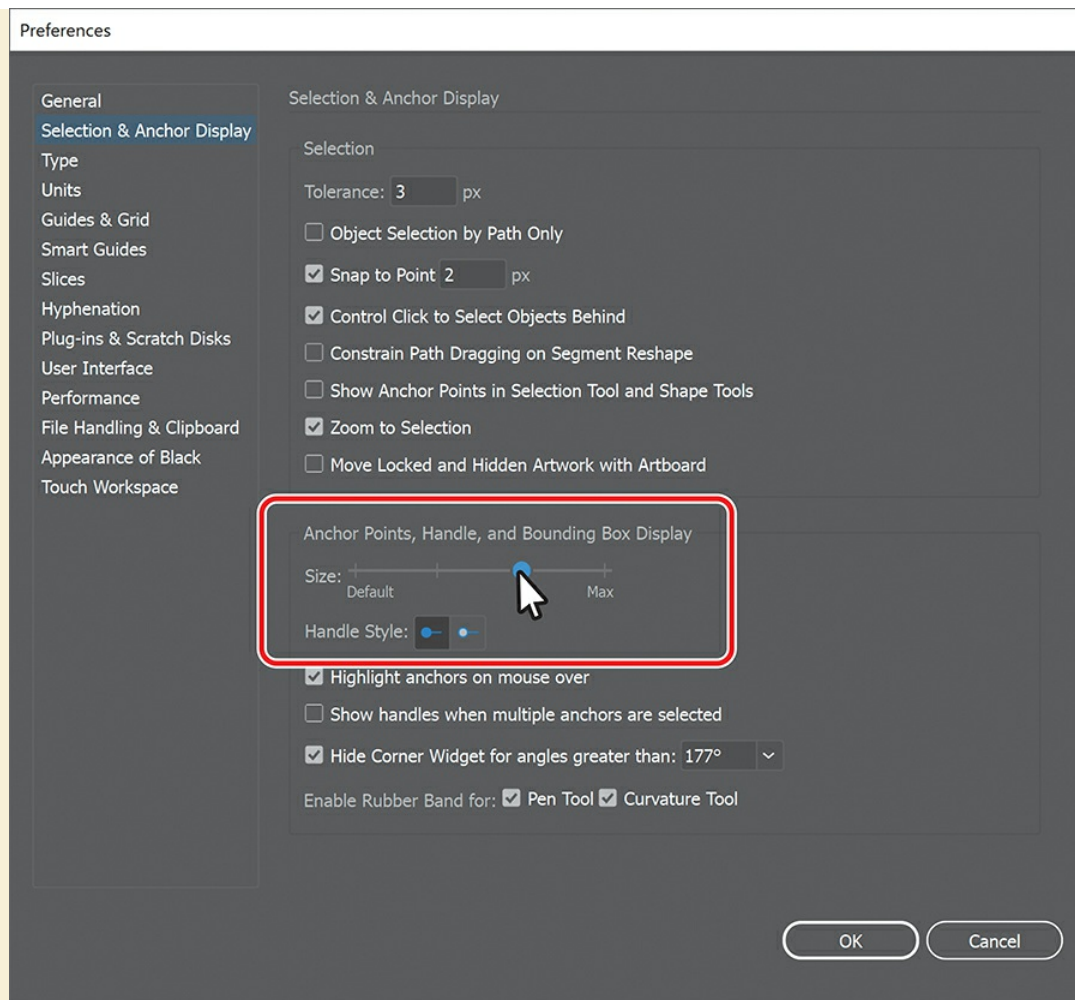 Preferences
General
Selection & Anchor Display
Type
Units
Guides & Grid
Smart Guides
Slices
Hyphenation
Plug-ins & Scratch Disks
User Interface
Performance
File Handling & Clipboard
Appearance of Black
Touch Workspace
Selection & Anchor Display
Selection
Tolerance: 3 px
Object Selection by Path Only
Snap to Point 2 px
Control Click to Select Objects Behind
Constrain Path Dragging on Segment Reshape
Show Anchor Points in Selection Tool and Shape Tools
Zoom to Selection
Move Locked and Hidden Artwork with Artboard
Anchor Points, Handle, and Bounding Box Display
Size:
Default Max
Handle Style:
Highlight anchors on mouse over
Show handles when multiple anchors are selected
Hide Corner Widget for angles greater than: 177°
Enable Rubber Band for: Pen Tool Curvature Tool
OK Cancel